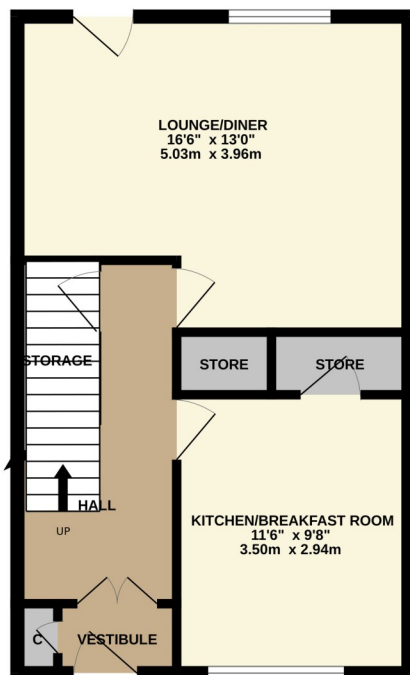 LOUNGE/DINER
16'6" x 13'0"
5.03m x 3.96m
STORAGE
STORE
STORE
HALL
UP
KITCHEN/BREAKFAST ROOM
11'6" x 9'8"
3.50m x 2.94m
C
VESTIBULE